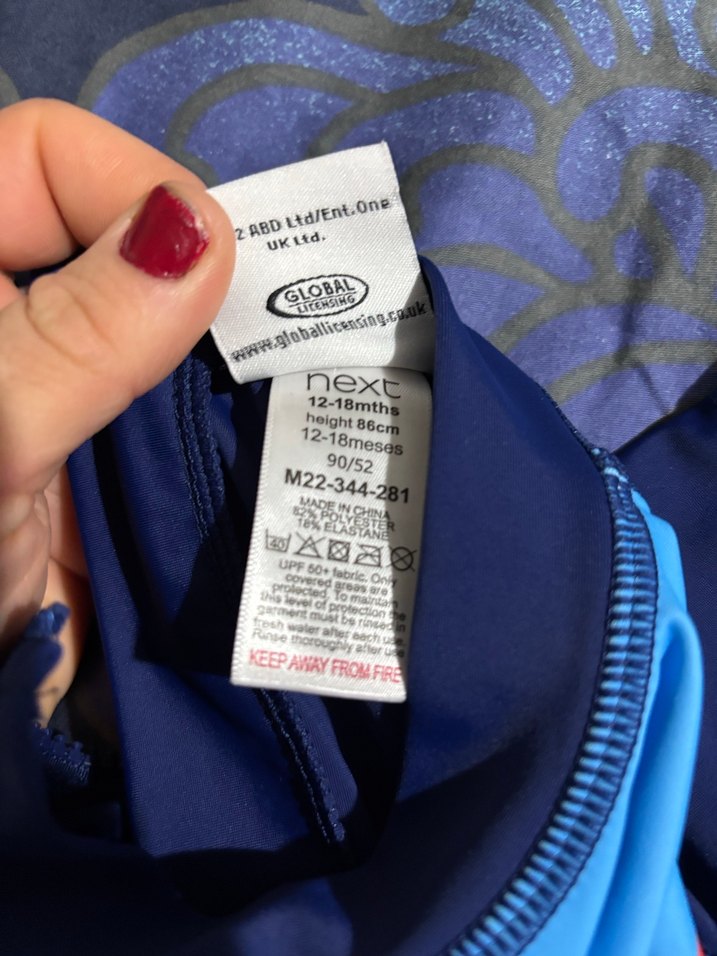 2 ABD Ltd/Ent.One
UK Ltd.
GLOBAL
LICENSING
www.globallicensing.co.uk
next
12-18mths
height 86cm
12-18meses
90/52
M22-344-281
MADE IN CHINA
82% POLYESTER
18% ELASTANE
40
UPF 50+ fabric. Only
covered areas are
protected. To maintain
this level of protection the
garment must be rinsed in
fresh water after each use.
Rinse thoroughly after use
KEEP AWAY FROM FIRE